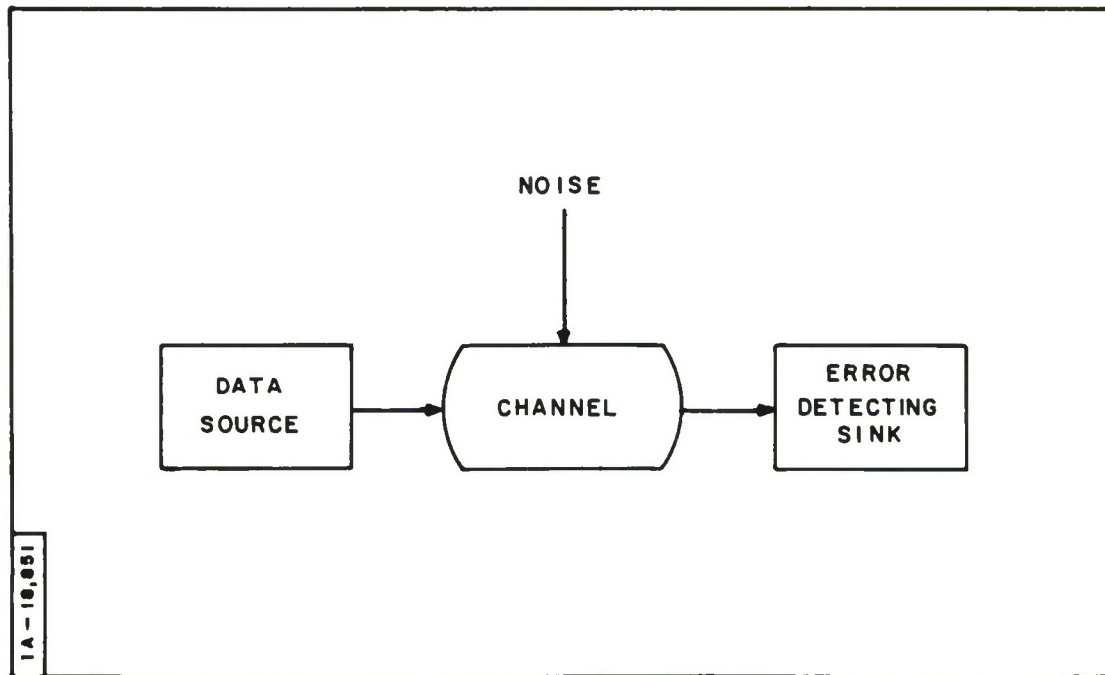 NOISE
DATA
SOURCE
CHANNEL
ERROR
DETECTING
SINK
1A-18,851